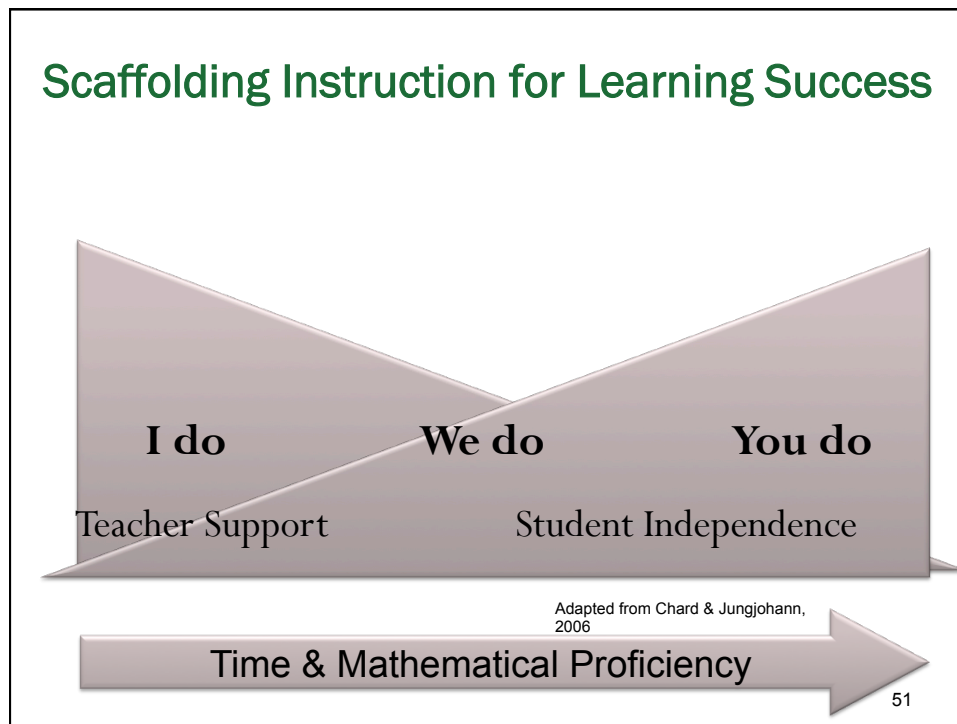 Scaffolding Instruction for Learning Success
I do We do You do
Teacher Support Student Independence
Adapted from Chard & Jungjohann,
2006
Time & Mathematical Proficiency
51